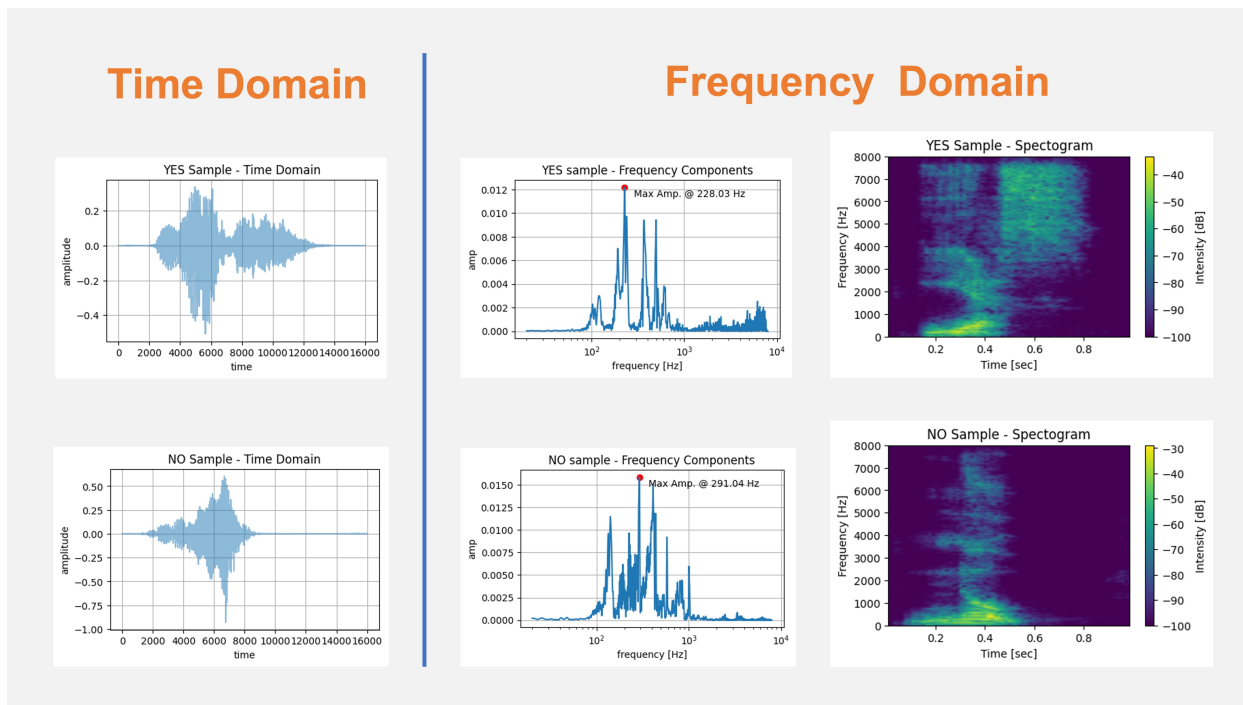 Time Domain
Frequency Domain
YES Sample - Time Domain
0.2
0.0
−0.2
−0.4
amplitude
0 2000 4000 6000 8000 10000 12000 14000 16000
time
YES sample - Frequency Components
Max Amp. @ 228.03 Hz
0.012
0.010
0.008
0.006
0.004
0.002
0.000
amp
10² 10³ 10⁴
frequency [Hz]
YES Sample - Spectogram
8000
7000
6000
5000
4000
3000
2000
1000
0
Frequency [Hz]
0.2 0.4 0.6 0.8
Time [sec]
−40
−50
−60
−70
−80
−90
−100
Intensity [dB]
NO Sample - Time Domain
0.50
0.25
0.00
−0.25
−0.50
−0.75
−1.00
amplitude
0 2000 4000 6000 8000 10000 12000 14000 16000
time
NO sample - Frequency Components
Max Amp. @ 291.04 Hz
0.0150
0.0125
0.0100
0.0075
0.0050
0.0025
0.0000
amp
10² 10³ 10⁴
frequency [Hz]
NO Sample - Spectogram
8000
7000
6000
5000
4000
3000
2000
1000
0
Frequency [Hz]
0.2 0.4 0.6 0.8
Time [sec]
−30
−40
−50
−60
−70
−80
−90
−100
Intensity [dB]